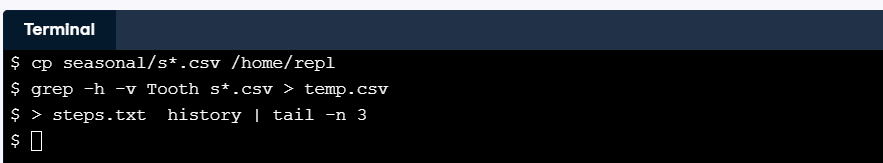 Terminal
$ cp seasonal/s*.csv /home/repl
$ grep -h -v Tooth s*.csv > temp.csv
$ > steps.txt  history | tail -n 3
$